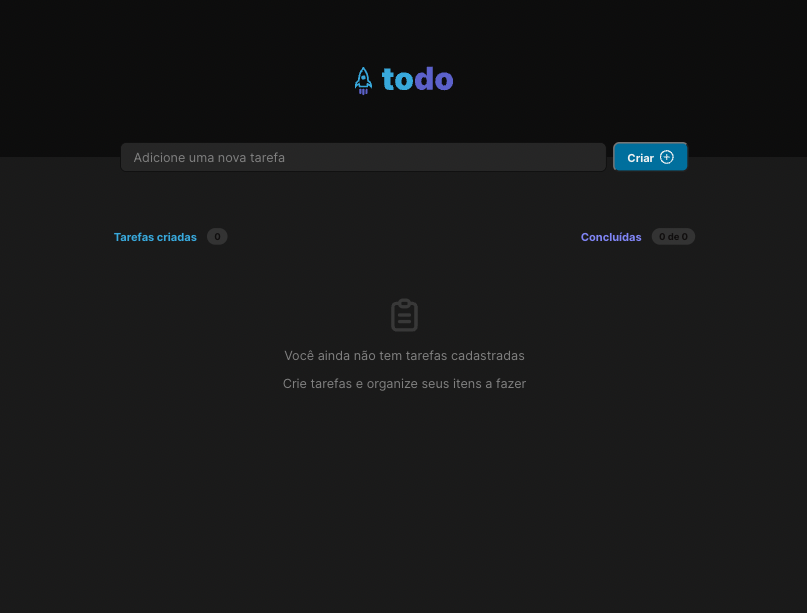 todo
Adicione uma nova tarefa
Criar
Tarefas criadas 0
Concluídas 0 de 0
Você ainda não tem tarefas cadastradas
Crie tarefas e organize seus itens a fazer